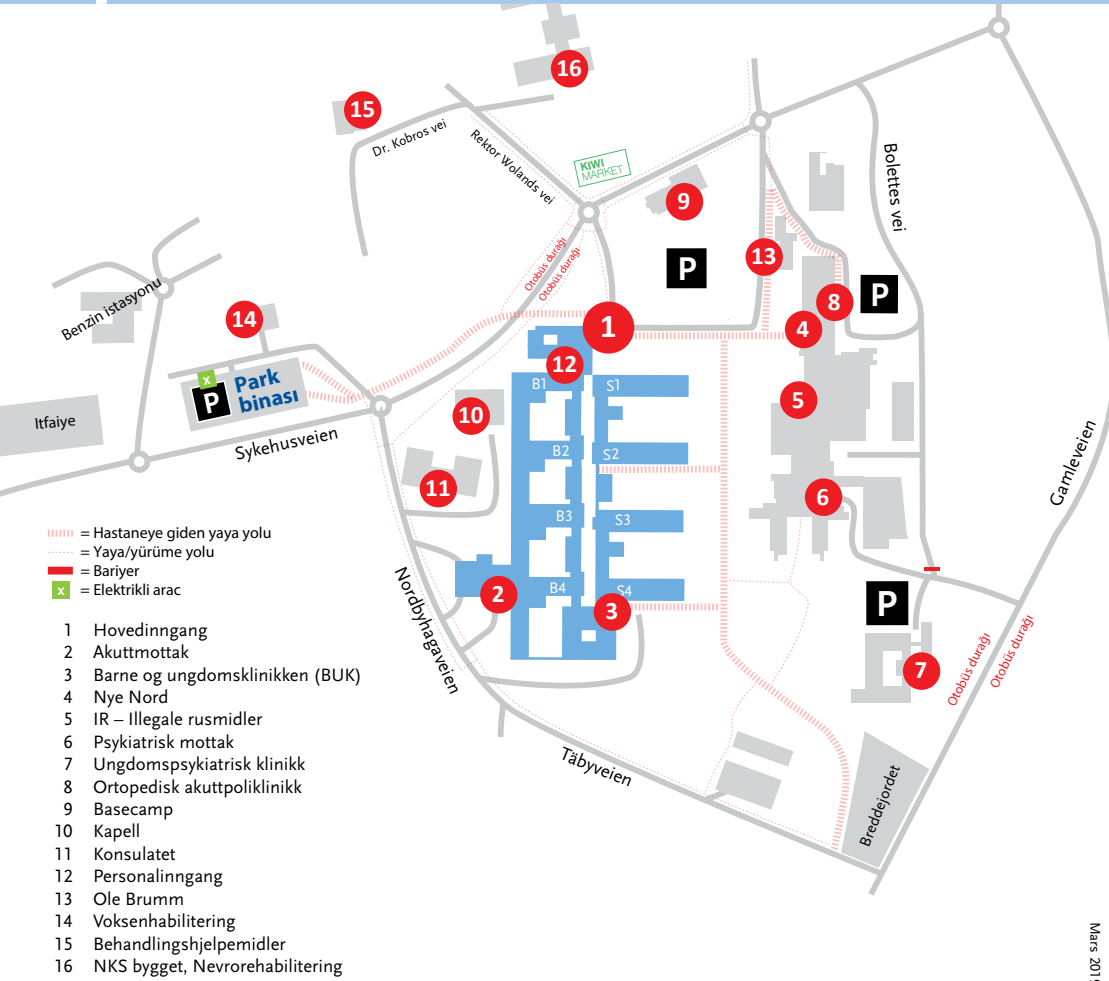 16
15
Dr. Kobros vei
Rektor Wolands vei
KIWI
MARKET
Bolettes vei
9
Otobüs durağı
Otobüs durağı
P
13
P
8
Benzin istasyonu
14
1
4
12
x
P
Park
binası
B1
S1
5
10
Itfaiye
Sykehusveien
B2
S2
Gamleveien
11
6
B3
S3
= Hastaneye giden yaya yolu
= Yaya/yürüme yolu
= Bariyer
x = Elektrikli arac
Nordbyhagaveien
2
B4
S4
3
P
7
Otobüs durağı
Otobüs durağı
Täbyveien
Breddejordet
1 Hovedinngang
2 Akuttmottak
3 Barne og ungdomsklinikken (BUK)
4 Nye Nord
5 IR – Illegale rusmidler
6 Psykiatrisk mottak
7 Ungdomspsykiatrisk klinikk
8 Ortopedisk akuttpoliklinikk
9 Basecamp
10 Kapell
11 Konsulatet
12 Personalinngang
13 Ole Brumm
14 Voksenhabilitering
15 Behandlingshjelpemidler
16 NKS bygget, Nevrorehabilitering
Mars 2019